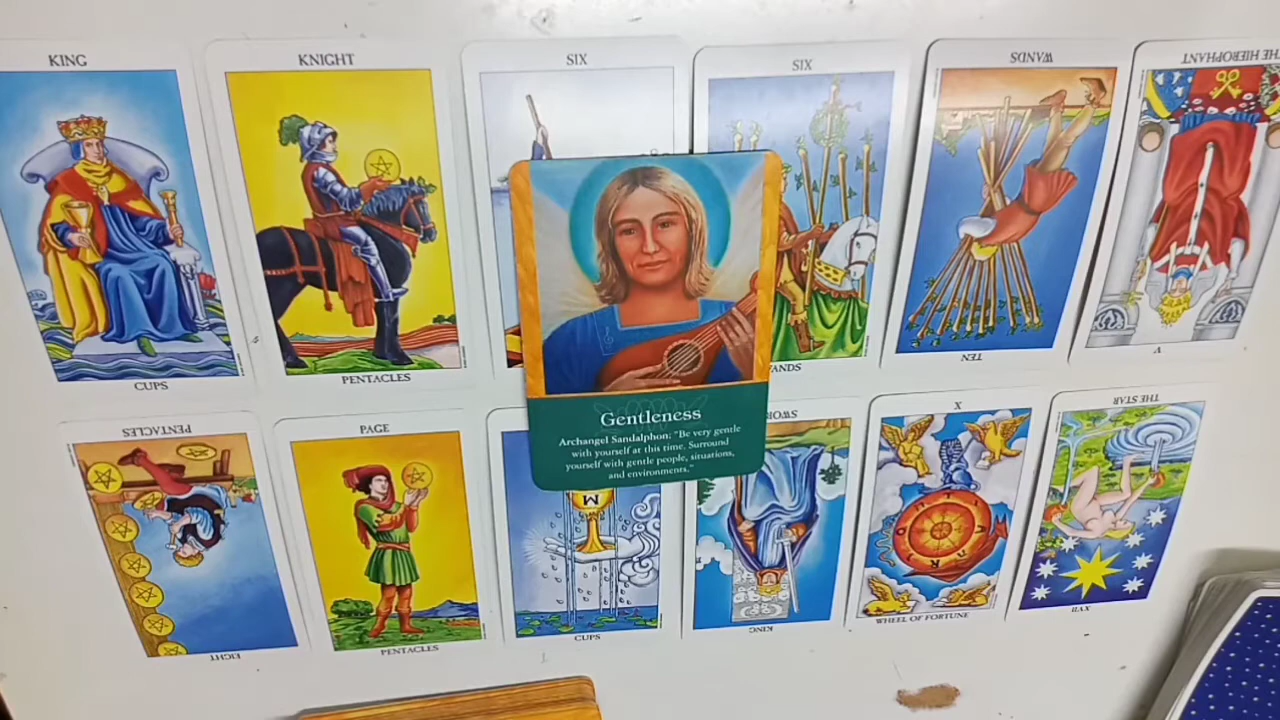 KING
KNIGHT
SIX
SIX
WANDS
THE HIEROPHANT
CUPS
PENTACLES
ANDS
TEN
V
Gentleness
Archangel Sandalphon: "Be very gentle
with yourself at this time. Surround
yourself with gentle people, situations,
and environments."
PENTACLES
PAGE
SWOR
X
THE STAR
EIGHT
PENTACLES
CUPS
KING
WHEEL OF FORTUNE
XVII